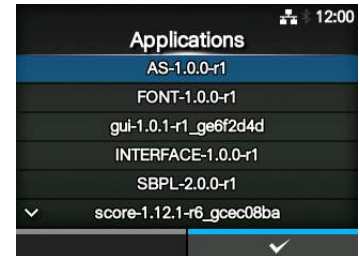 12:00
Applications
AS-1.0.0-r1
FONT-1.0.0-r1
gui-1.0.1-r1_ge6f2d4d
INTERFACE-1.0.0-r1
SBPL-2.0.0-r1
score-1.12.1-r6_gcec08ba